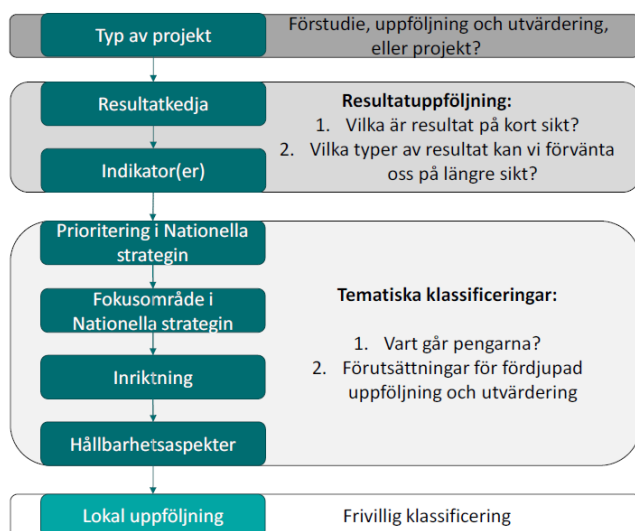 Typ av projekt
Förstudie, uppföljning och utvärdering,
eller projekt?
Resultatkedja
Indikator(er)
Resultatuppföljning:
1. Vilka är resultat på kort sikt?
2. Vilka typer av resultat kan vi förvänta
oss på längre sikt?
Prioritering i Nationella
strategin
Fokusområde i
Nationella strategin
Inriktning
Hållbarhetsaspekter
Tematiska klassificeringar:
1. Vart går pengarna?
2. Förutsättningar för fördjupad
uppföljning och utvärdering
Lokal uppföljning
Frivillig klassificering